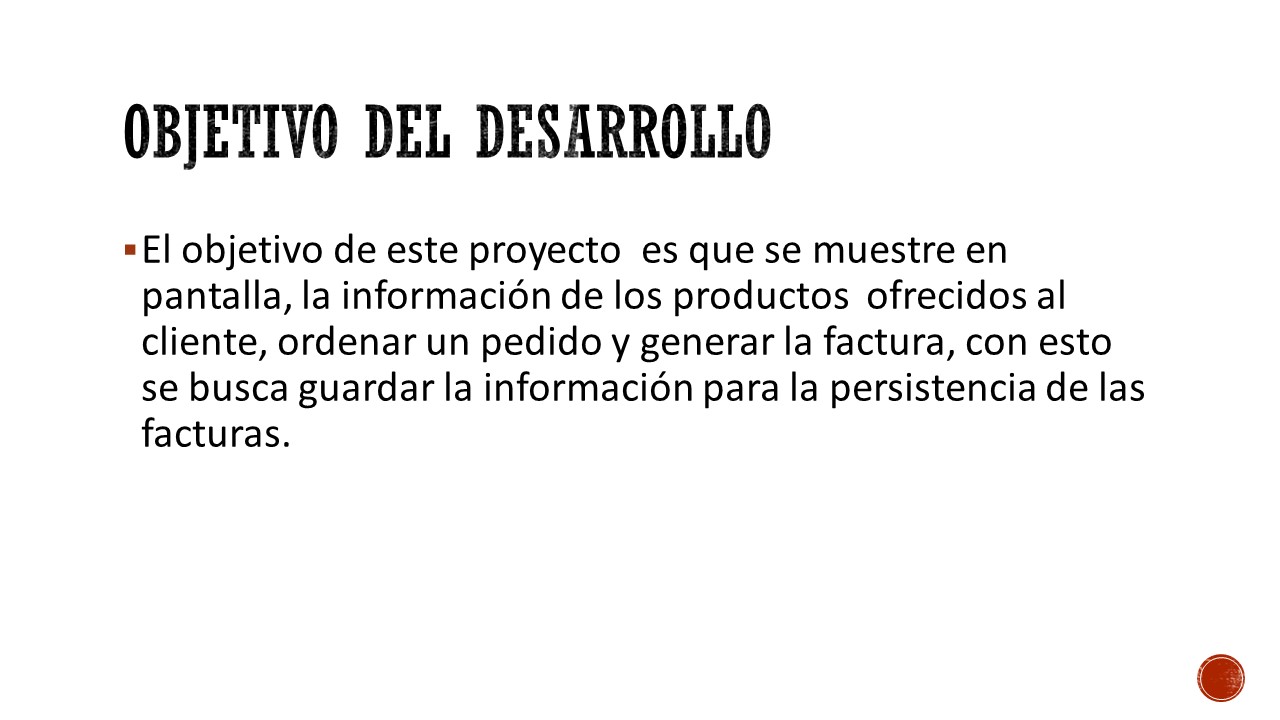 OBJETIVO DEL DESARROLLO
▪El objetivo de este proyecto  es que se muestre en
pantalla, la información de los productos  ofrecidos al
cliente, ordenar un pedido y generar la factura, con esto
se busca guardar la información para la persistencia de las
facturas.